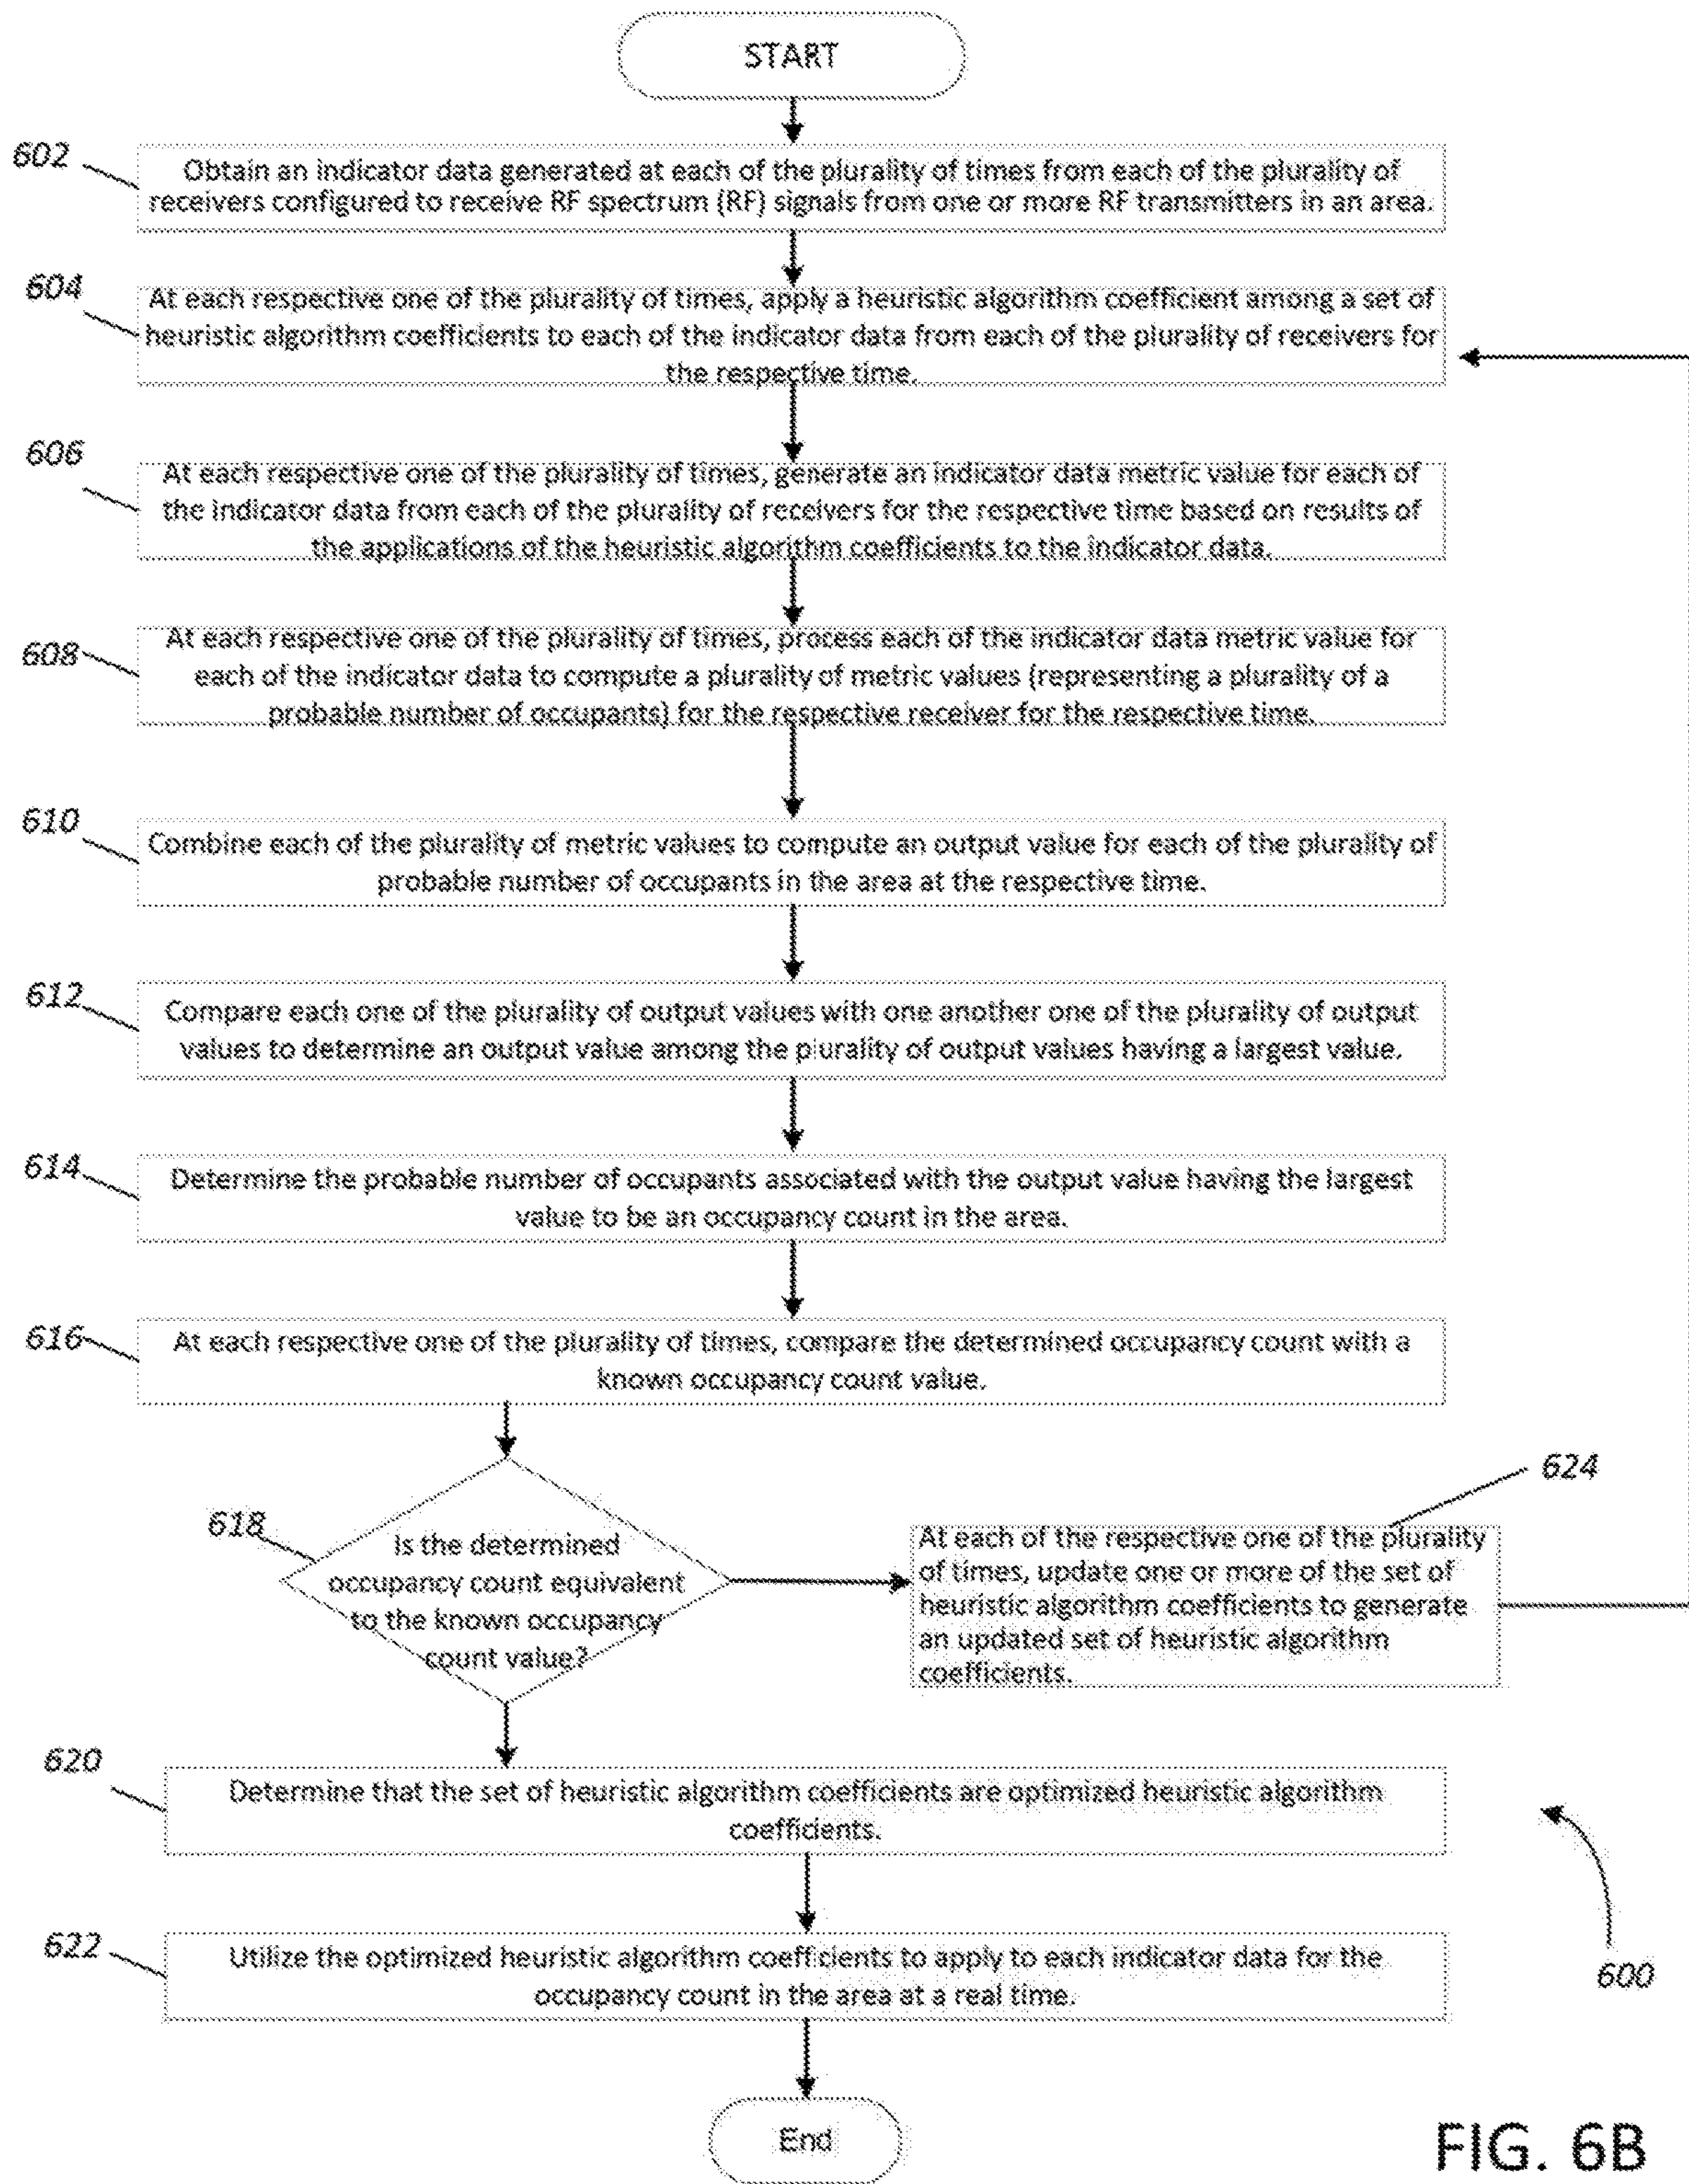 START
602
Obtain an indicator data generated at each of the plurality of times from each of the plurality of
receivers configured to receive RF spectrum (RF) signals from one or more RF transmitters in an area.
604
At each respective one of the plurality of times, apply a heuristic algorithm coefficient among a set of
heuristic algorithm coefficients to each of the indicator data from each of the plurality of receivers for
the respective time.
606
At each respective one of the plurality of times, generate an indicator data metric value for each of
the indicator data from each of the plurality of receivers for the respective time based on results of
the applications of the heuristic algorithm coefficients to the indicator data.
608
At each respective one of the plurality of times, process each of the indicator data metric value for
each of the indicator data to compute a plurality of metric values (representing a plurality of a
probable number of occupants) for the respective receiver for the respective time.
610
Combine each of the plurality of metric values to compute an output value for each of the plurality of
probable number of occupants in the area at the respective time.
612
Compare each one of the plurality of output values with one another one of the plurality of output
values to determine an output value among the plurality of output values having a largest value.
614
Determine the probable number of occupants associated with the output value having the largest
value to be an occupancy count in the area.
616
At each respective one of the plurality of times, compare the determined occupancy count with a
known occupancy count value.
618
Is the determined
occupancy count equivalent
to the known occupancy
count value?
624
At each of the respective one of the plurality
of times, update one or more of the set of
heuristic algorithm coefficients to generate
an updated set of heuristic algorithm
coefficients.
620
Determine that the set of heuristic algorithm coefficients are optimized heuristic algorithm
coefficients.
622
Utilize the optimized heuristic algorithm coefficients to apply to each indicator data for the
occupancy count in the area at a real time.
600
End
FIG. 6B